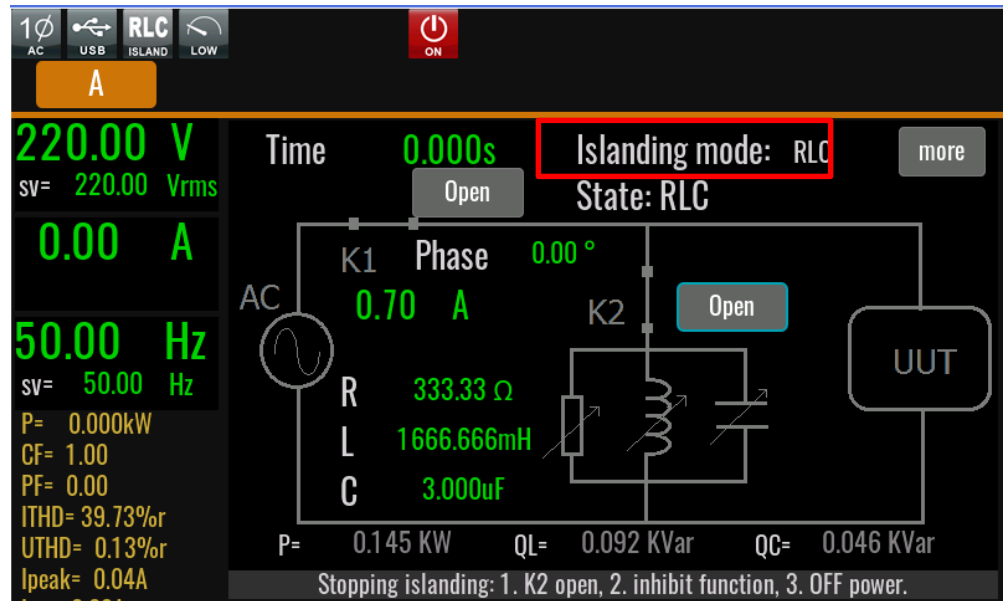 1Ø AC USB RLC ISLAND LOW ON
A
220.00 V
sv= 220.00 Vrms
0.00 A
50.00 Hz
sv= 50.00 Hz
P= 0.000kW
CF= 1.00
PF= 0.00
ITHD= 39.73%r
UTHD= 0.13%r
Ipeak= 0.04A
Time 0.000s Islanding mode: RLC more
Open State: RLC
K1 Phase 0.00 °
AC 0.70 A K2 Open
UUT
R 333.33 Ω
L 1666.666mH
C 3.000uF
P= 0.145 KW QL= 0.092 KVar QC= 0.046 KVar
Stopping islanding: 1. K2 open, 2. inhibit function, 3. OFF power.